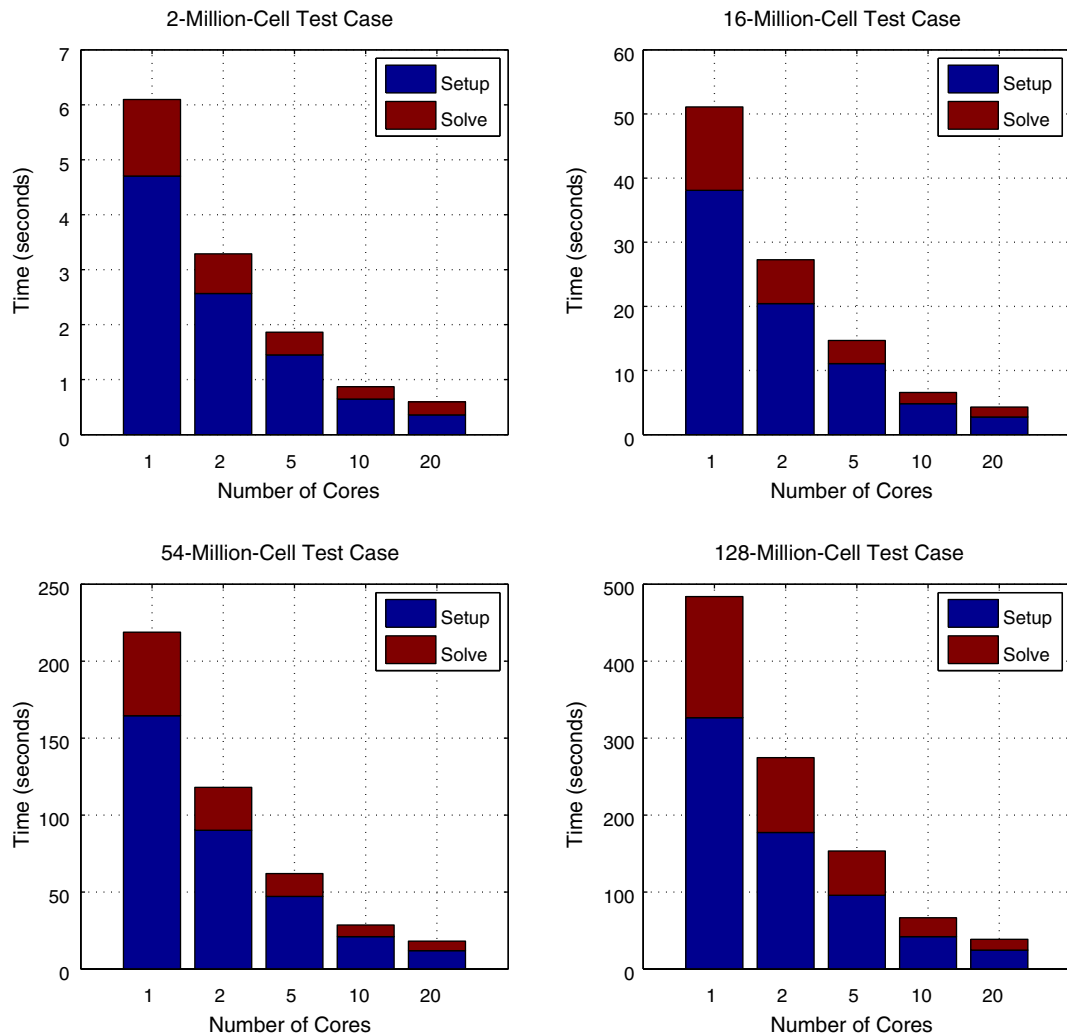 2-Million-Cell Test Case
7
6
5
4
3
2
1
0
Time (seconds)
Setup
Solve
1 2 5 10 20
Number of Cores
16-Million-Cell Test Case
60
50
40
30
20
10
0
Time (seconds)
Setup
Solve
1 2 5 10 20
Number of Cores
54-Million-Cell Test Case
250
200
150
100
50
0
Time (seconds)
Setup
Solve
1 2 5 10 20
Number of Cores
128-Million-Cell Test Case
500
400
300
200
100
0
Time (seconds)
Setup
Solve
1 2 5 10 20
Number of Cores